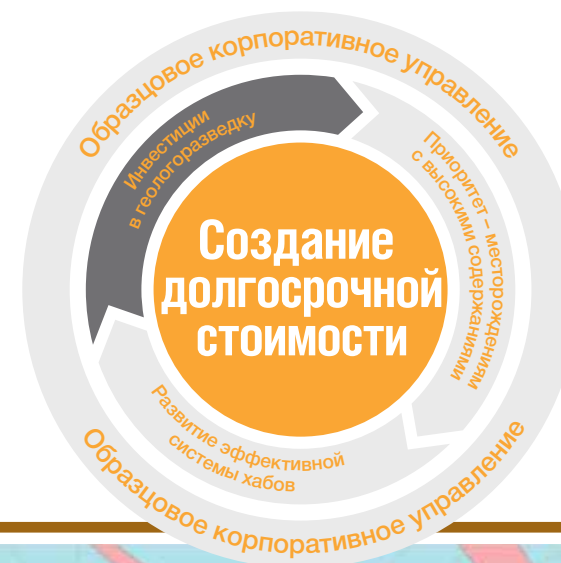 Образцовое корпоративное управление
Инвестиции
в геологоразведку
Приоритет – месторождениям
с высокими содержаниями
Создание
долгосрочной
стоимости
Развитие эффективной
системы хабов
Образцовое корпоративное управление